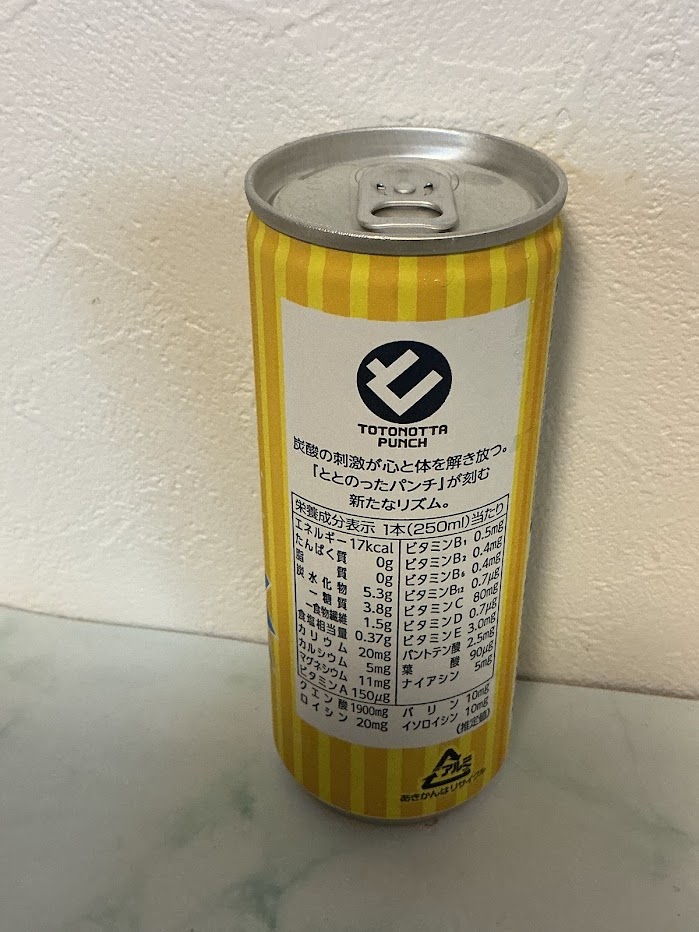 TOTONOTTA
PUNCH
炭酸の刺激が心と体を解き放つ。
『ととのったパンチ』が刻む
新たなリズム。
栄養成分表示 1本(250ml)当たり
エネルギー 17kcal
たんぱく質 0g
脂質 0g
炭水化物 5.3g
－糖質 3.8g
－食物繊維 1.5g
食塩相当量 0.37g
カリウム 20mg
カルシウム 5mg
マグネシウム 11mg
ビタミンA 150μg
ビタミンB₁ 0.5mg
ビタミンB₂ 0.4mg
ビタミンB₆ 0.4mg
ビタミンB₁₂ 0.7μg
ビタミンC 80mg
ビタミンD 0.7μg
ビタミンE 3.0mg
パントテン酸 2.5mg
葉酸 90μg
ナイアシン 5mg
クエン酸 1900mg
ロイシン 20mg
バリン 10mg
イソロイシン 10mg
(推定値)
アルミ
あきかんはリサイクル